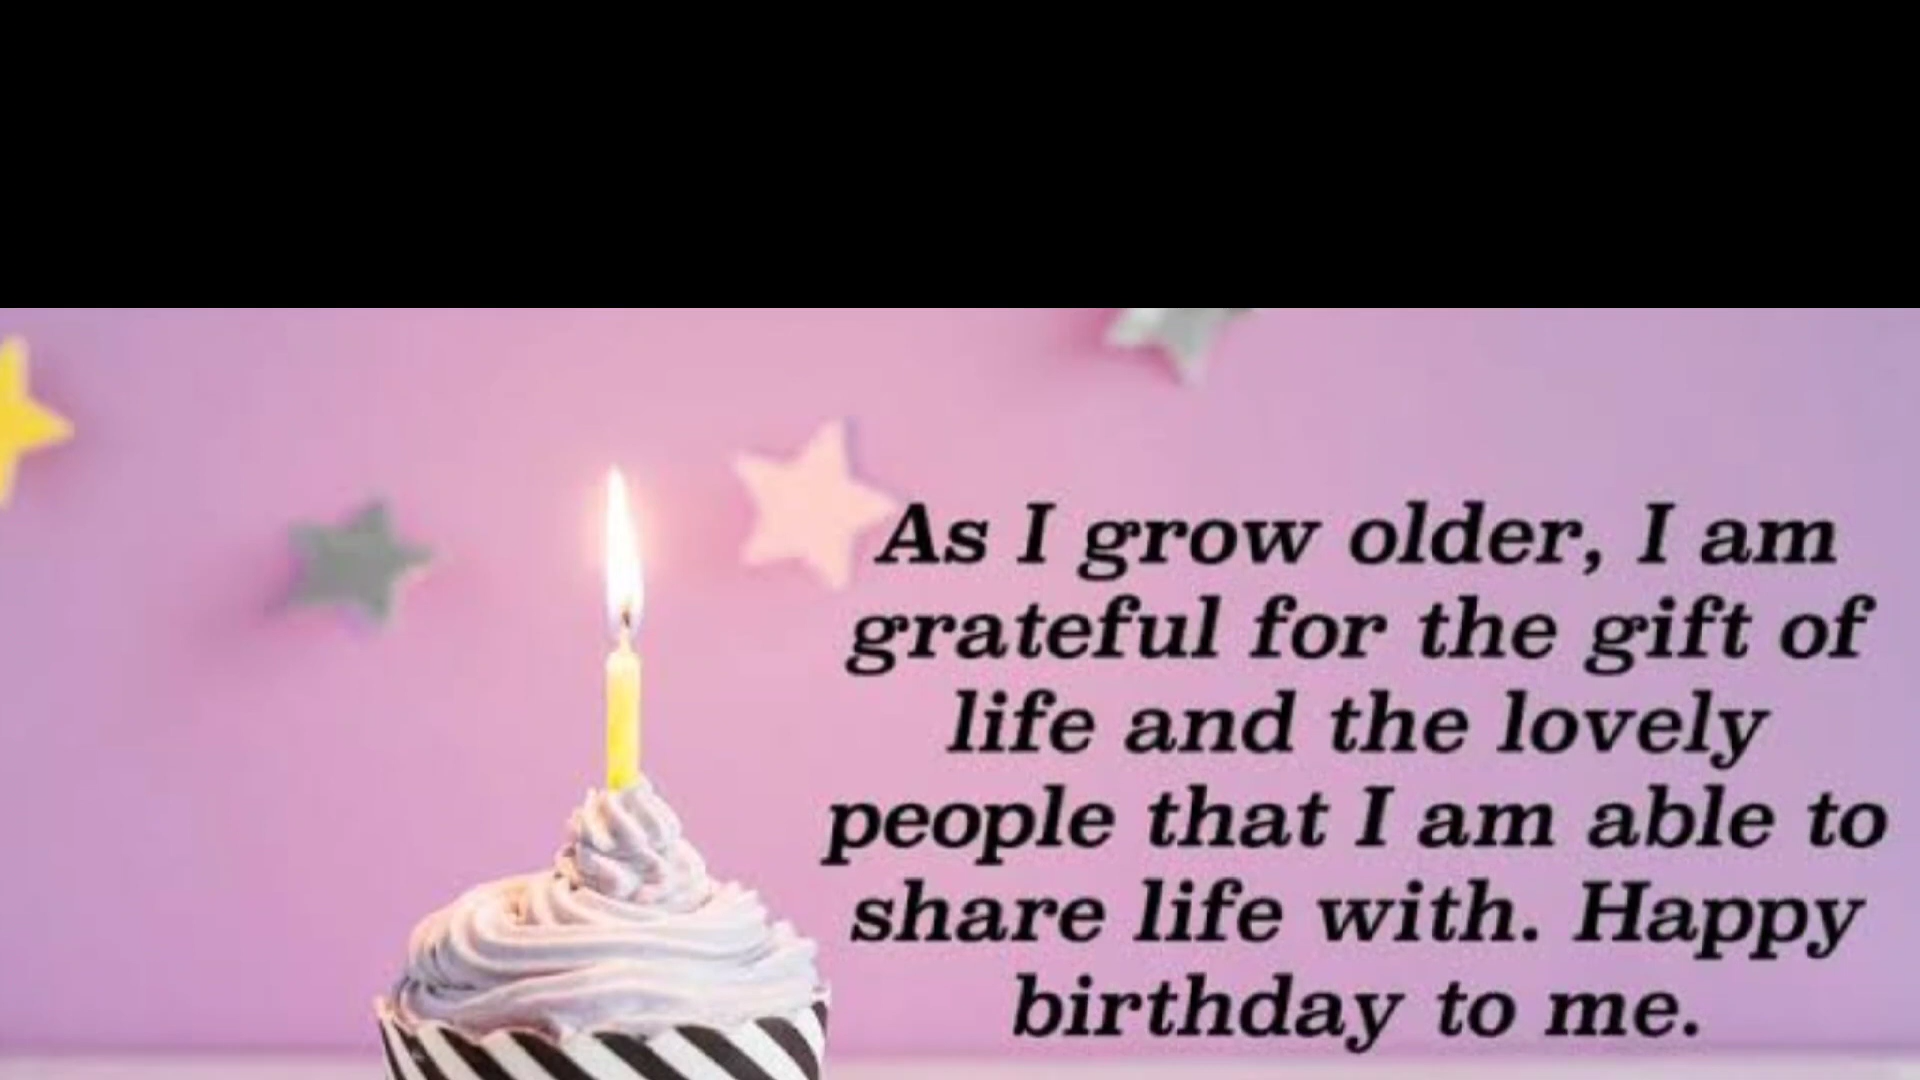 As I grow older, I am
grateful for the gift of
life and the lovely
people that I am able to
share life with. Happy
birthday to me.